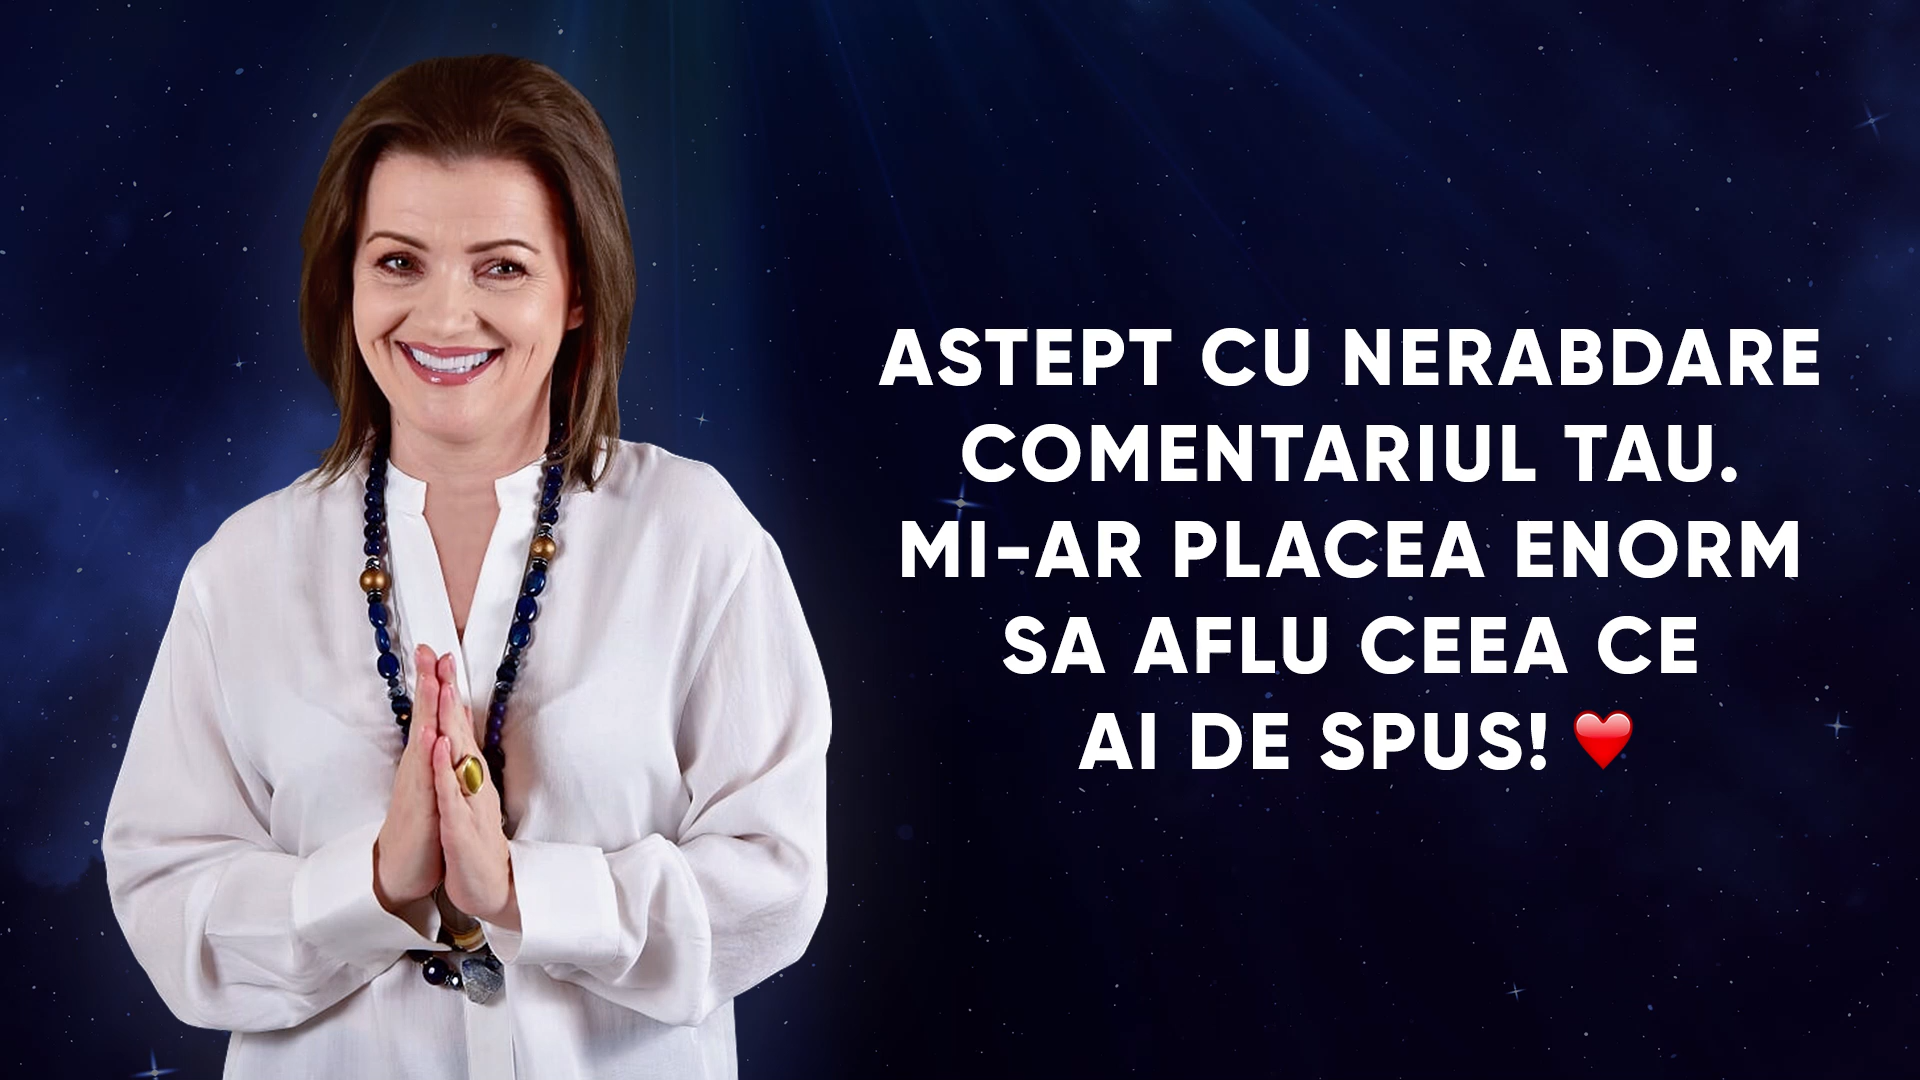 ASTEPT CU NERABDARE
COMENTARIUL TAU.
MI-AR PLACEA ENORM
SA AFLU CEEA CE
AI DE SPUS! ❤️